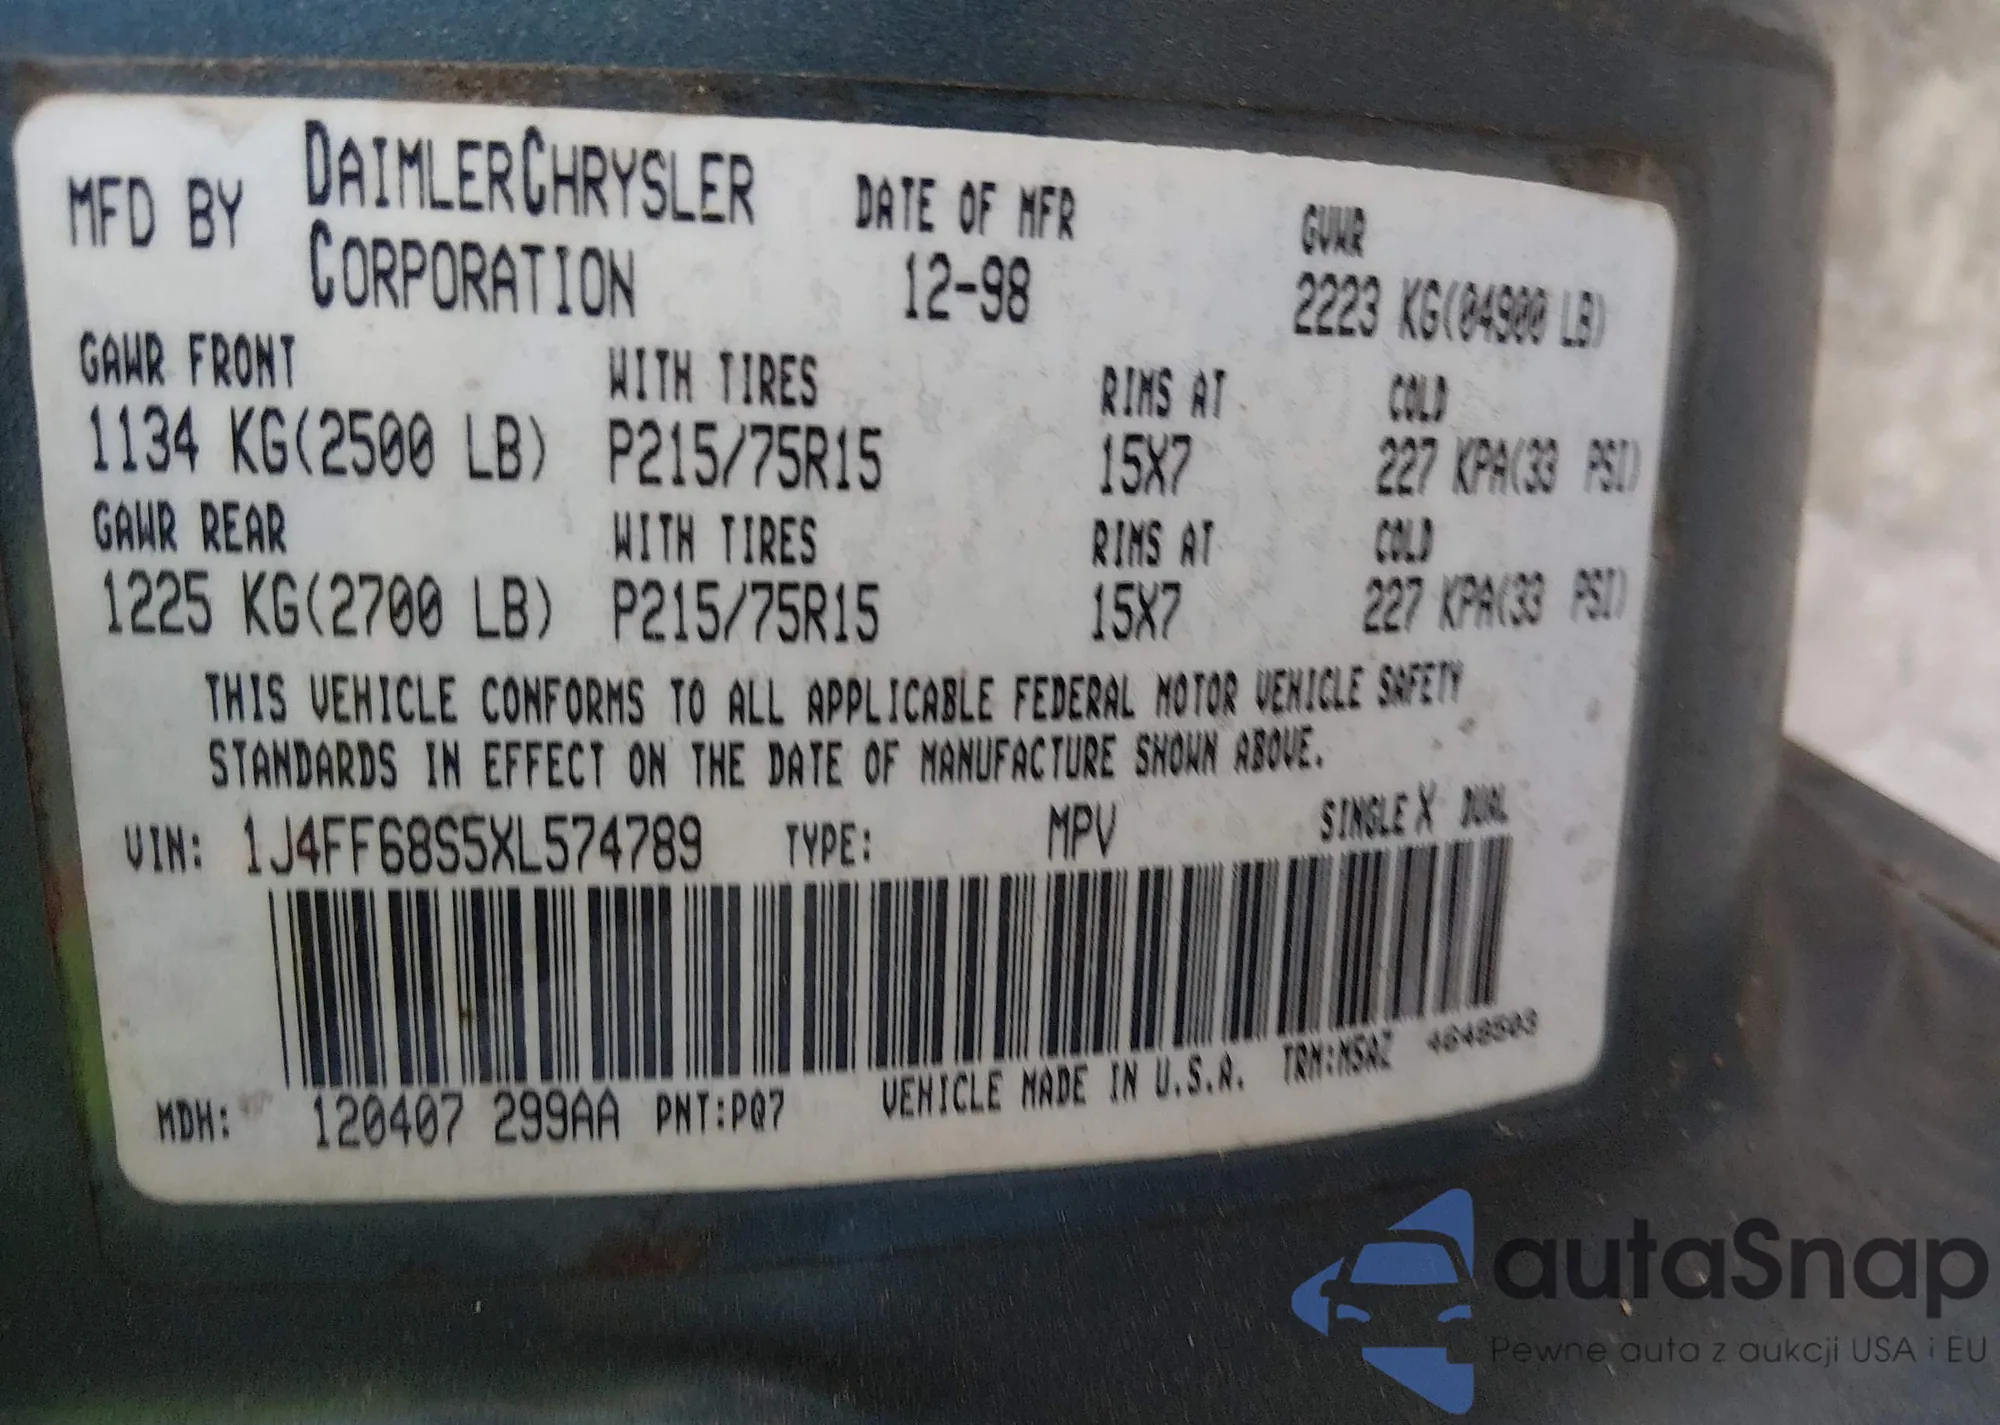 MFD BY DAIMLERCHRYSLER CORPORATION
DATE OF MFR 12-98
GVWR 2223 KG(04900 LB)
GAWR FRONT WITH TIRES RIMS AT COLD
1134 KG(2500 LB) P215/75R15 15X7 227 KPA(33 PSI)
GAWR REAR WITH TIRES RIMS AT COLD
1225 KG(2700 LB) P215/75R15 15X7 227 KPA(33 PSI)
THIS VEHICLE CONFORMS TO ALL APPLICABLE FEDERAL MOTOR VEHICLE SAFETY
STANDARDS IN EFFECT ON THE DATE OF MANUFACTURE SHOWN ABOVE.
VIN: 1J4FF68S5XL574789 TYPE: MPV SINGLE X DUAL
MDH: 120407 299AA PNT:PQ7 VEHICLE MADE IN U.S.A. TRM:MSAZ 4648503
autaSnap
Pewne auta z aukcji USA i EU